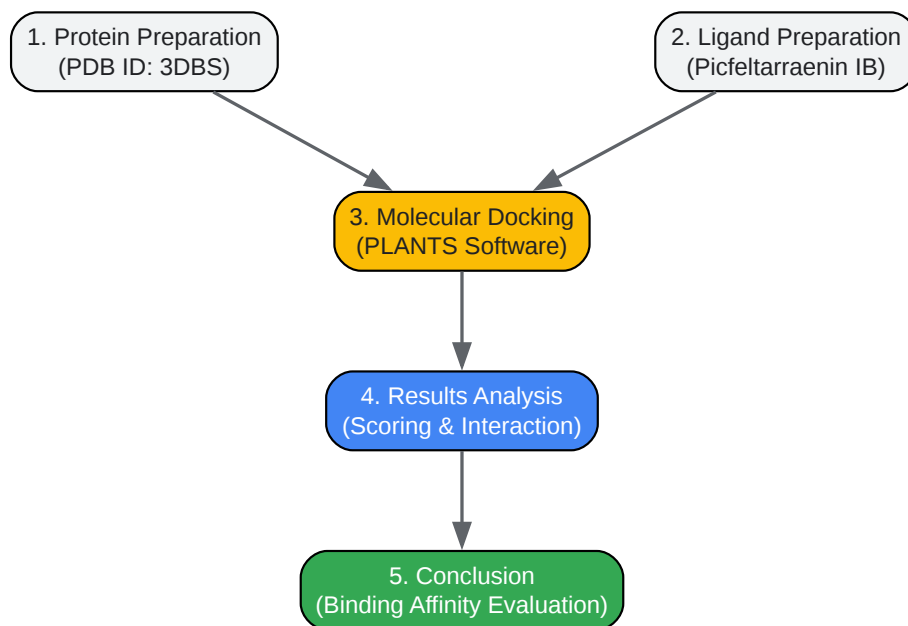 1. Protein Preparation
(PDB ID: 3DBS)
2. Ligand Preparation
(Picfeltarraenin IB)
3. Molecular Docking
(PLANTS Software)
4. Results Analysis
(Scoring & Interaction)
5. Conclusion
(Binding Affinity Evaluation)